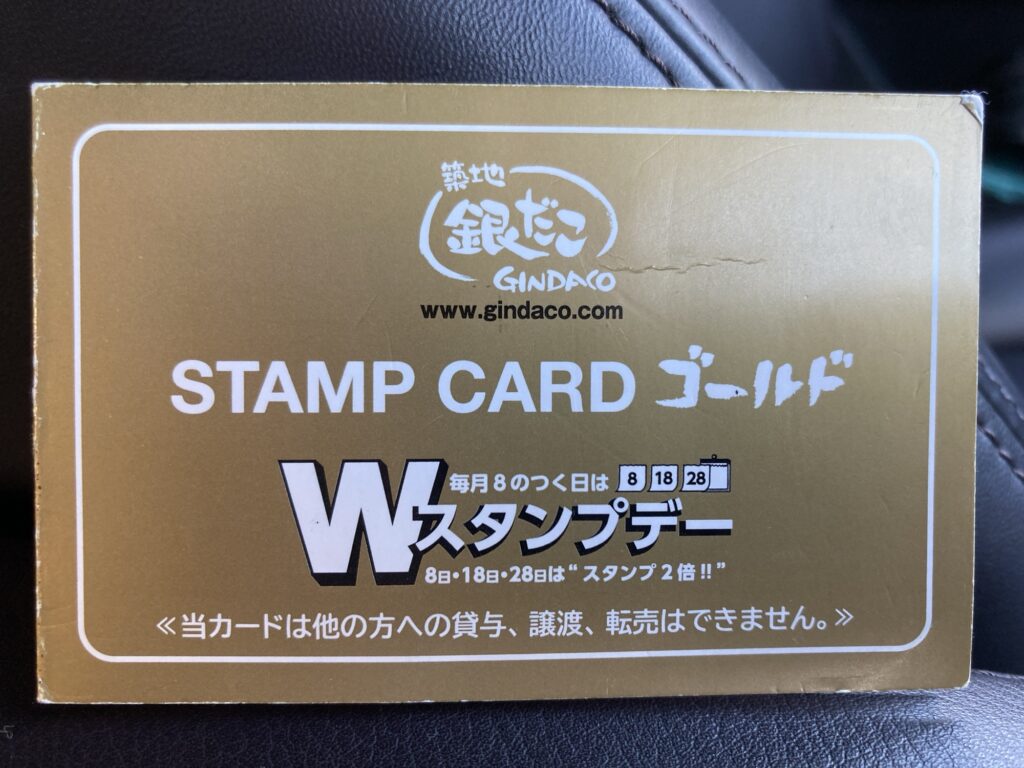 築地
銀だこ
GINDACO
www.gindaco.com
STAMP CARD ゴールド
毎月8のつく日は 8 18 28
Wスタンプデー
8日・18日・28日は“スタンプ2倍!!”
≪当カードは他の方への貸与、譲渡、転売はできません。≫